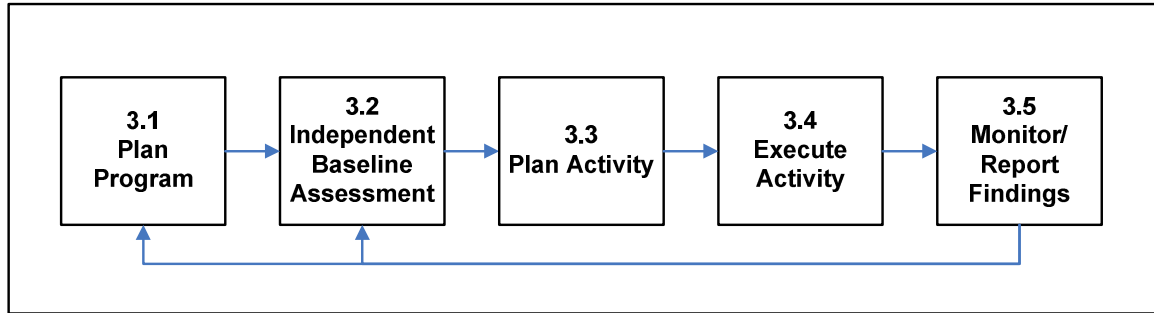 3.1
Plan
Program
3.2
Independent
Baseline
Assessment
3.3
Plan Activity
3.4
Execute
Activity
3.5
Monitor/
Report
Findings